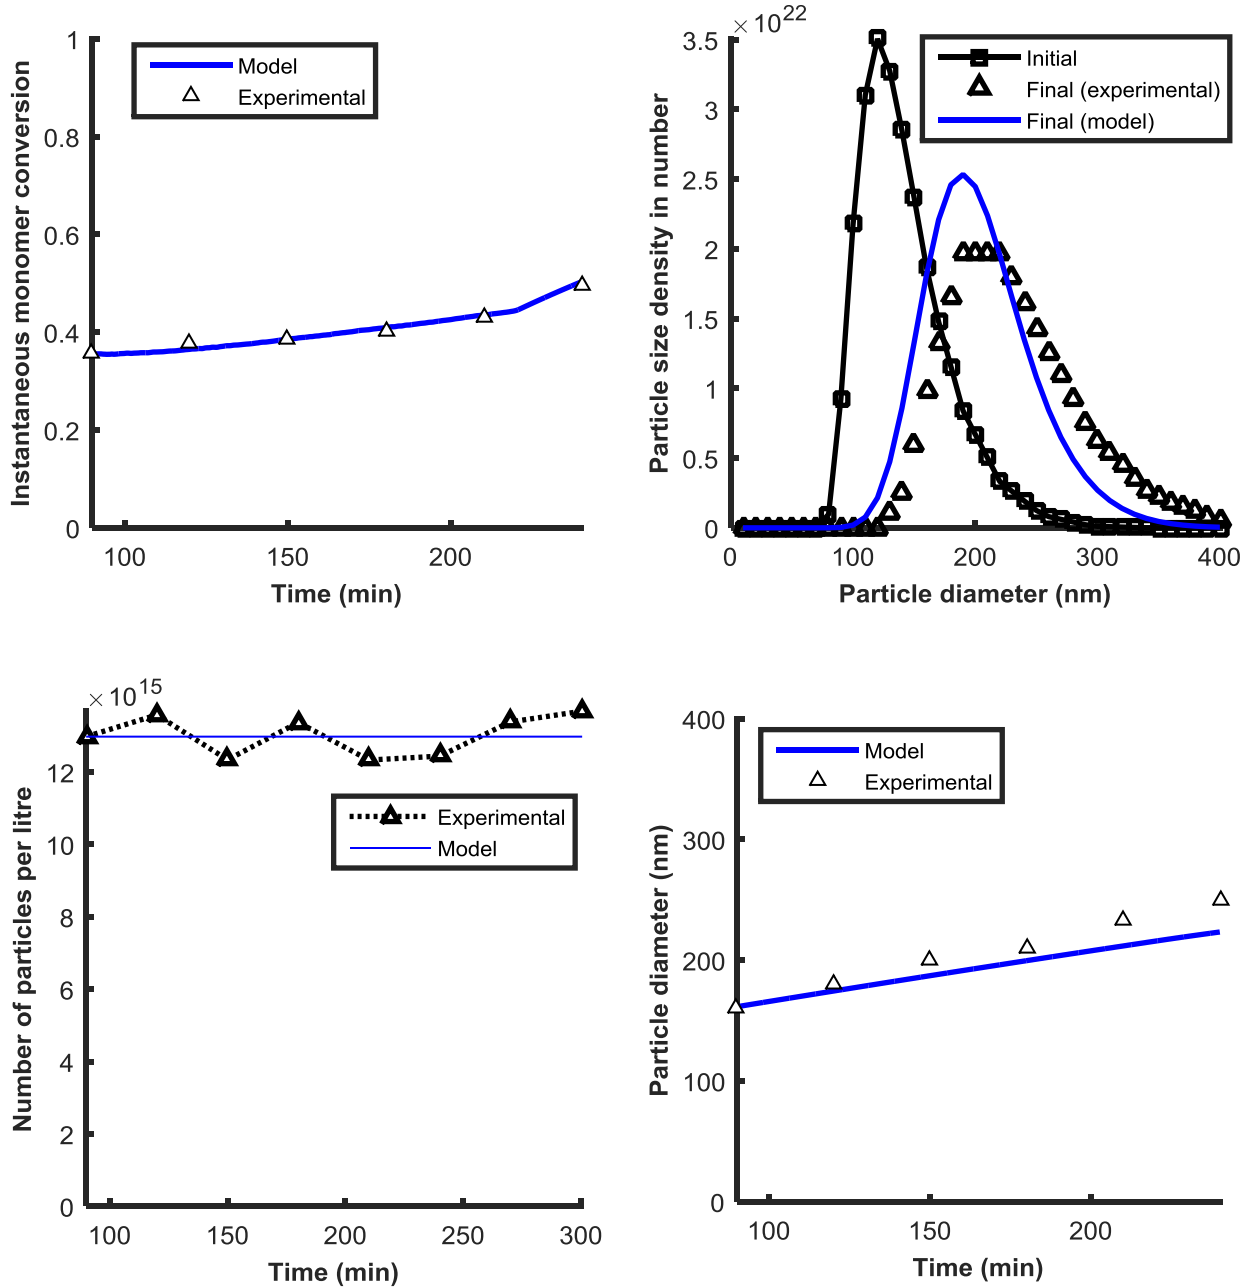 Instantaneous monomer conversion
1
0.8
0.6
0.4
0.2
0
Model
Experimental
100
150
200
Time (min)
× 10^22
Particle size density in number
3.5
3
2.5
2
1.5
1
0.5
0
Initial
Final (experimental)
Final (model)
0
100
200
300
400
Particle diameter (nm)
× 10^15
Number of particles per litre
12
10
8
6
4
2
0
Experimental
Model
100
150
200
250
300
Time (min)
Particle diameter (nm)
400
300
200
100
0
Model
Experimental
100
150
200
Time (min)